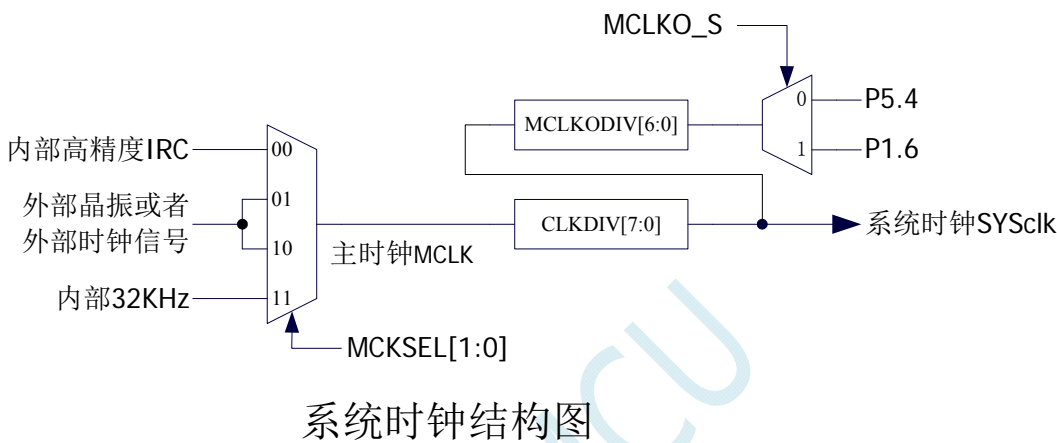 MCLKO_S
MCLKODIV[6:0]
0
P5.4
1
P1.6
内部高精度IRC
00
外部晶振或者
外部时钟信号
01
10
内部32KHz
11
主时钟MCLK
CLKDIV[7:0]
系统时钟SYSclk
MCKSEL[1:0]
系统时钟结构图
MCU